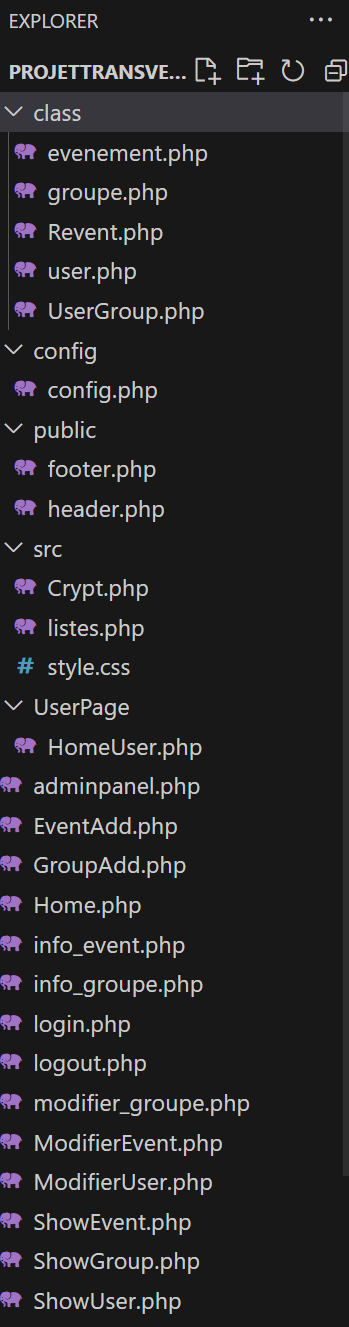 EXPLORER
PROJETTRANSVE...
class
evenement.php
groupe.php
Revent.php
user.php
UserGroup.php
config
config.php
public
footer.php
header.php
src
Crypt.php
listes.php
# style.css
UserPage
HomeUser.php
adminpanel.php
EventAdd.php
GroupAdd.php
Home.php
info_event.php
info_groupe.php
login.php
logout.php
modifier_groupe.php
ModifierEvent.php
ModifierUser.php
ShowEvent.php
ShowGroup.php
ShowUser.php